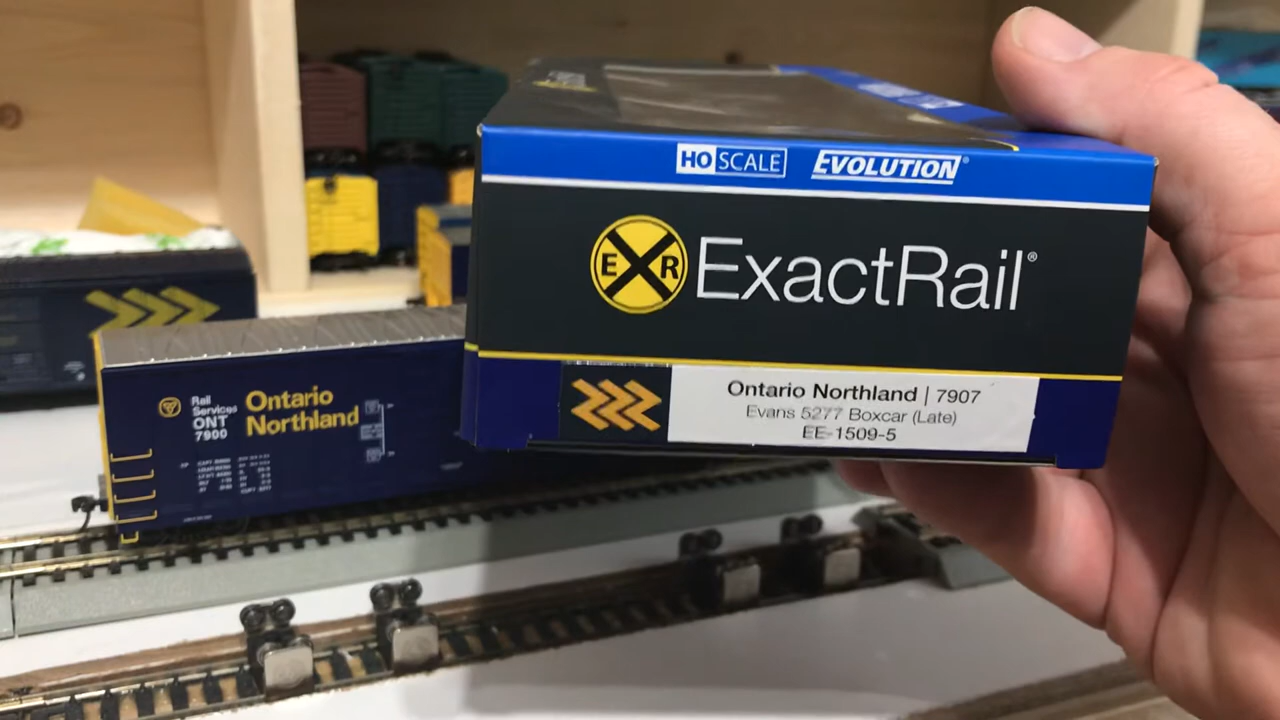 HO SCALE EVOLUTION®
E R ExactRail®
Ontario Northland | 7907
Evans 5277 Boxcar (Late)
EE-1509-5
Rail
Services
ONT
7900
Ontario
Northland